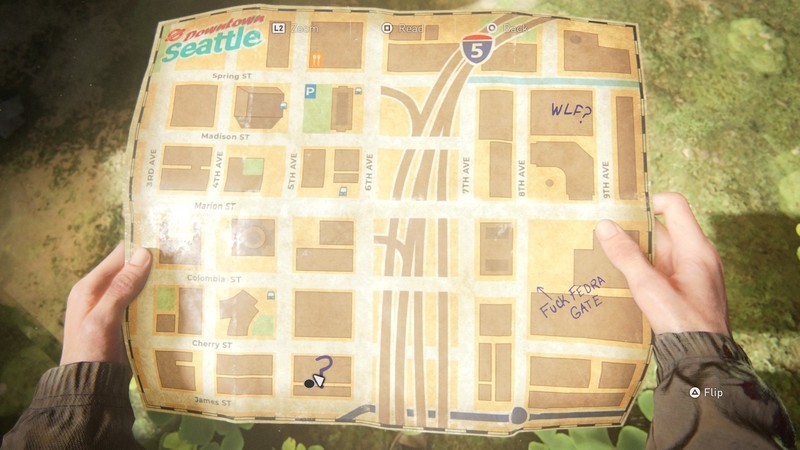 L2 Zoom
Read
Back
Downtown
Seattle
5
P
Spring ST
WLF?
Madison ST
3RD AVE
4TH AVE
5TH AVE
6TH AVE
7TH AVE
8TH AVE
9TH AVE
Marion ST
Colombia ST
FUCK FEDRA
GATE
Cherry ST
?
James ST
Flip